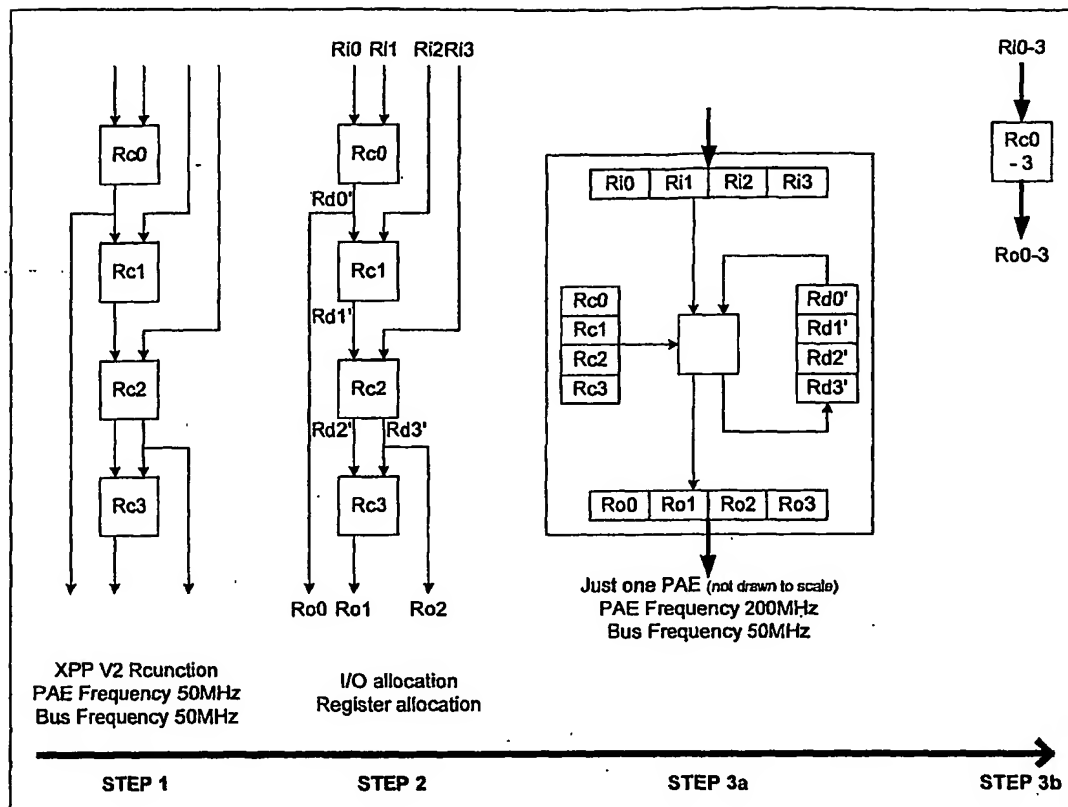 Rc0
Rc1
Rc2
Rc3
XPP V2 Rcunction
PAE Frequency 50MHz
Bus Frequency 50MHz
STEP 1
Ri0 Ri1 Ri2Ri3
Rc0
Rd0'
Rc1
Rd1'
Rc2
Rd2' Rd3'
Rc3
Ro0 Ro1 Ro2
I/O allocation
Register allocation
STEP 2
Ri0 Ri1 Ri2 Ri3
Rc0
Rc1
Rc2
Rc3
Rd0'
Rd1'
Rd2'
Rd3'
Ro0 Ro1 Ro2 Ro3
Just one PAE (not drawn to scale)
PAE Frequency 200MHz
Bus Frequency 50MHz
STEP 3a
Ri0-3
Rc0
- 3
Ro0-3
STEP 3b